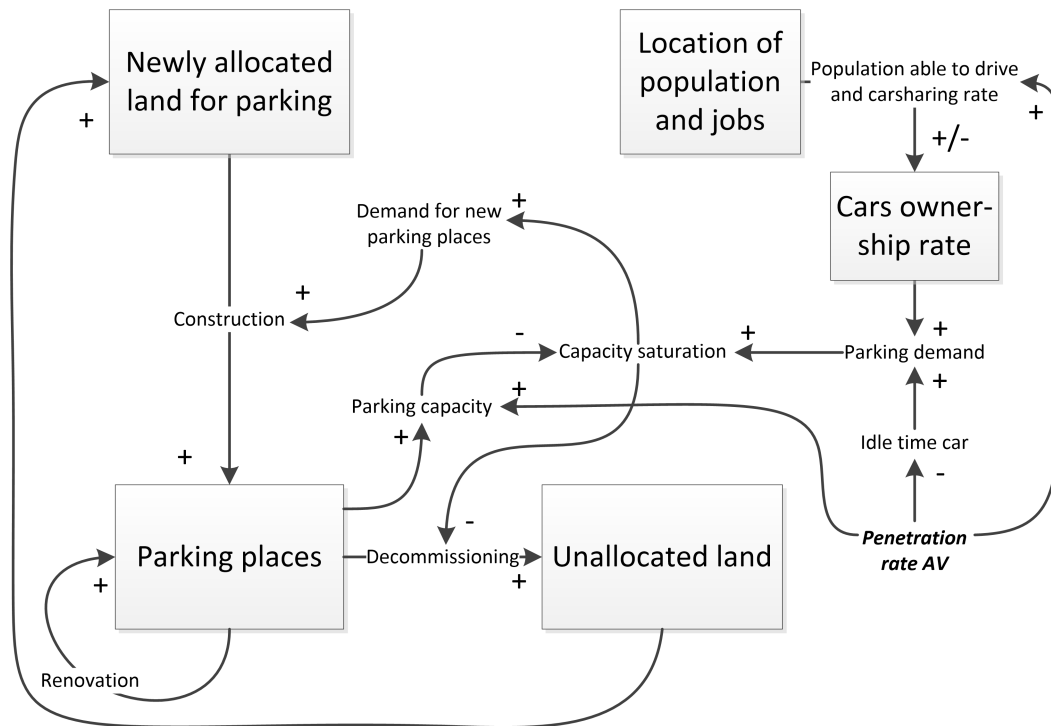 Newly allocated
land for parking
+
Location of
population
and jobs
Population able to drive
and carsharing rate
+
+/-
Cars owner-
ship rate
Demand for new
parking places
+
+
Construction
-
Capacity saturation
+
+
Parking demand
+
Parking capacity
+
+
Idle time car
-
+
Parking places
+
Decommissioning
-
+
Unallocated land
Penetration
rate AV
Renovation